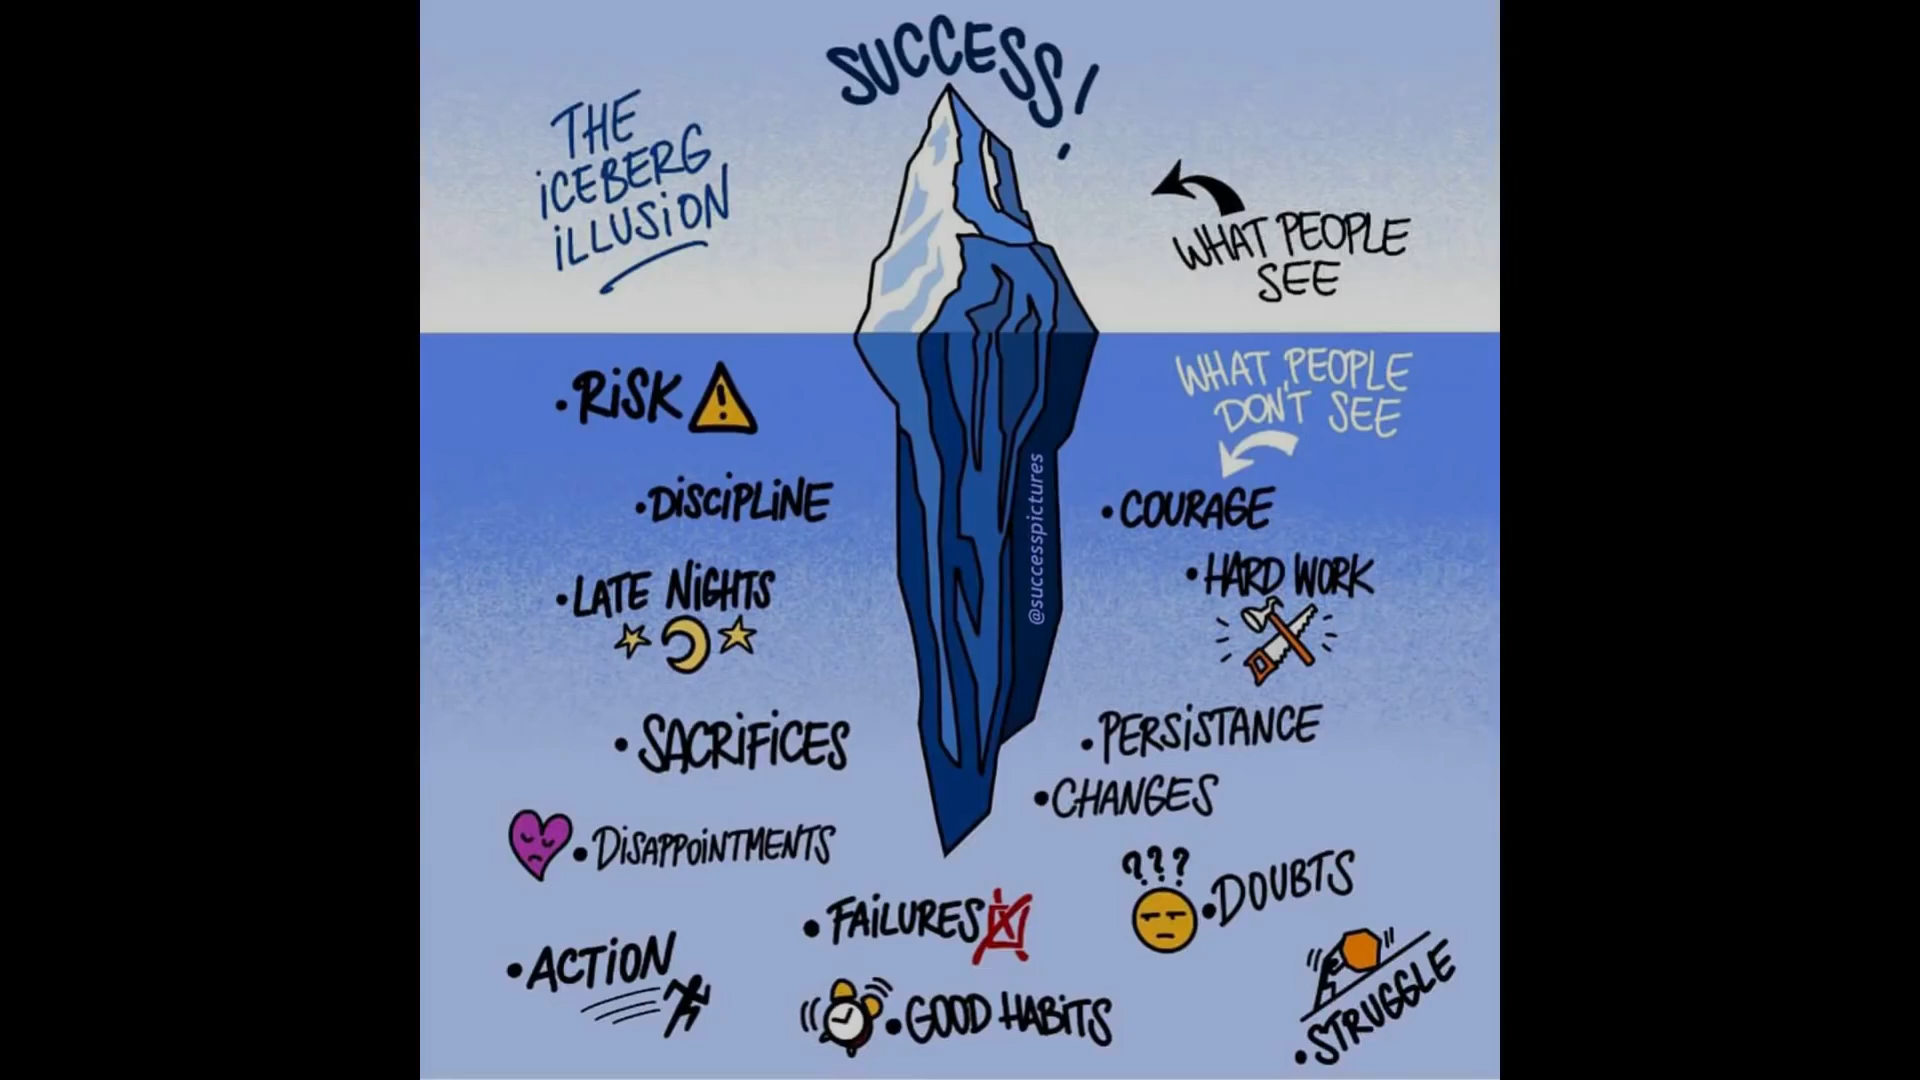 SUCCESS!
THE
iCEBERG
iLLUSiON
WHAT PEOPLE
SEE
WHAT PEOPLE
DON'T SEE
•RiSK
•DiSCiPLiNE
•COURAGE
•HARD WORK
•LATE NiGHTS
@successpictures
•SACRiFiCES
•PERSiSTANCE
•CHANGES
•DiSAPPOiNTMENTS
???
•DOUBTS
•FAiLURES
•ACTiON
•GOOD HABiTS
•STRUGGLE